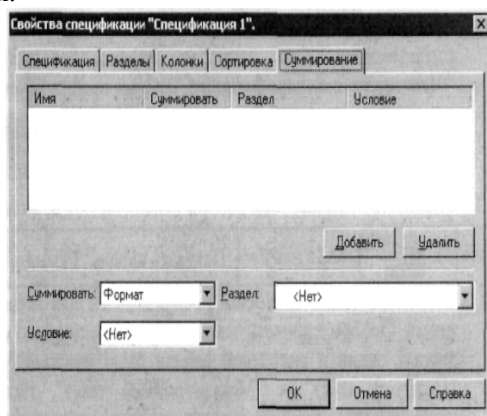 Свойства спецификации "Спецификация 1".
Спецификация Разделы Колонки Сортировка Суммирование
Имя Суммировать Раздел Условие
Добавить Удалить
Суммировать: Формат Раздел: <Нет>
Условие: <Нет>
ОК Отмена Справка